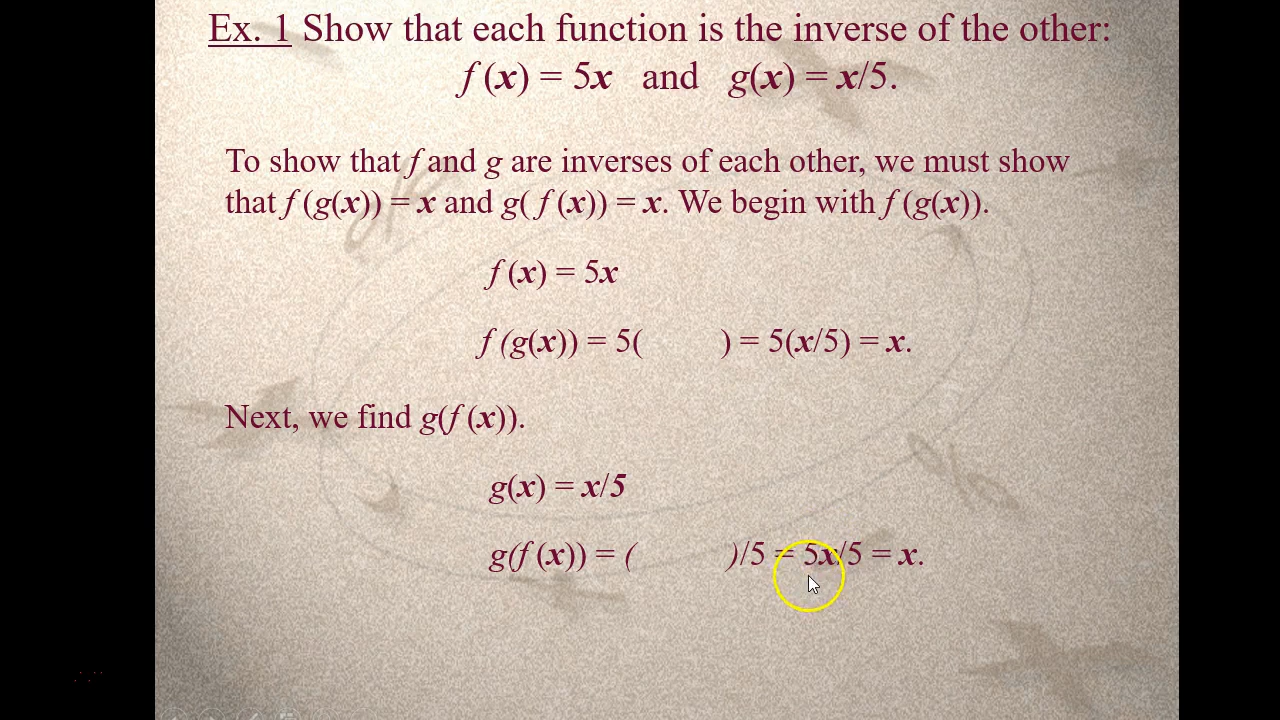 Ex. 1 Show that each function is the inverse of the other:
f (x) = 5x and g(x) = x/5.
To show that f and g are inverses of each other, we must show
that f (g(x)) = x and g( f (x)) = x. We begin with f (g(x)).
f (x) = 5x
f (g(x)) = 5( ) = 5(x/5) = x.
Next, we find g(f (x)).
g(x) = x/5
g(f (x)) = ( )/5 = 5x/5 = x.